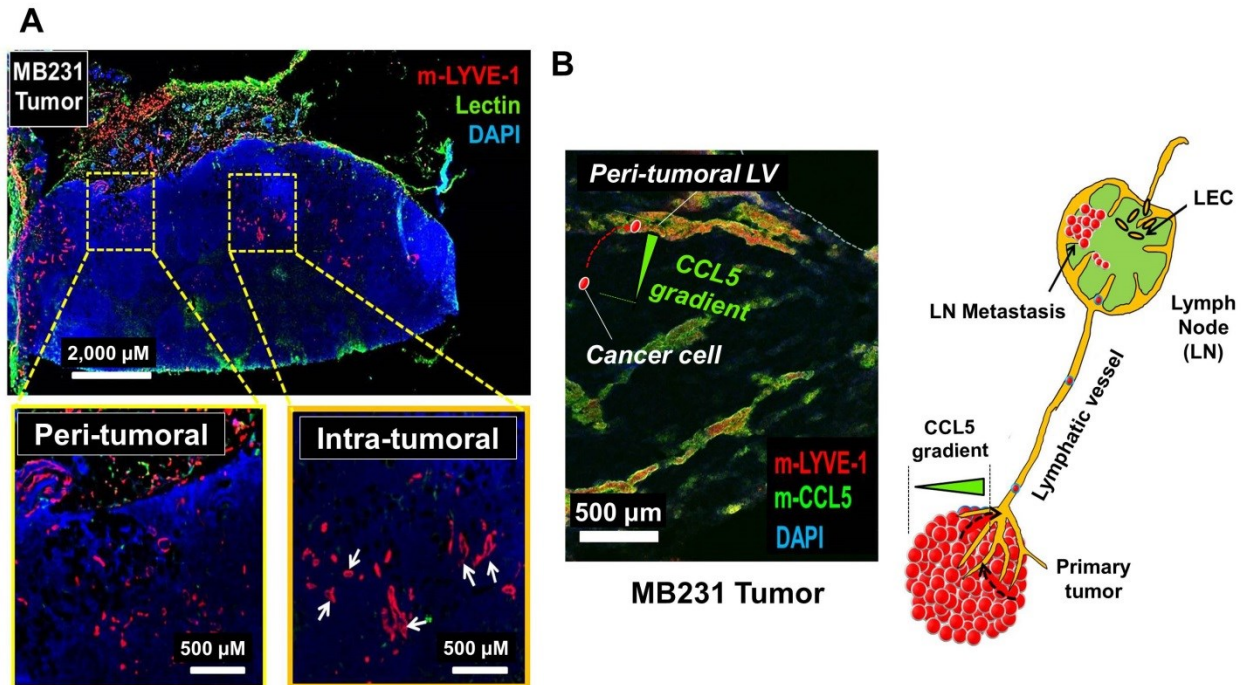 A
MB231
Tumor
m-LYVE-1
Lectin
DAPI
2,000 µM
Peri-tumoral
500 µM
Intra-tumoral
500 µM
B
Peri-tumoral LV
CCL5
gradient
Cancer cell
m-LYVE-1
m-CCL5
DAPI
500 µm
MB231 Tumor
LEC
LN Metastasis
Lymph
Node
(LN)
Lymphatic vessel
CCL5
gradient
Primary
tumor